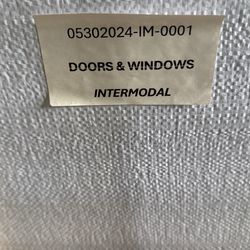 05302024-IM-0001
DOORS & WINDOWS
INTERMODAL